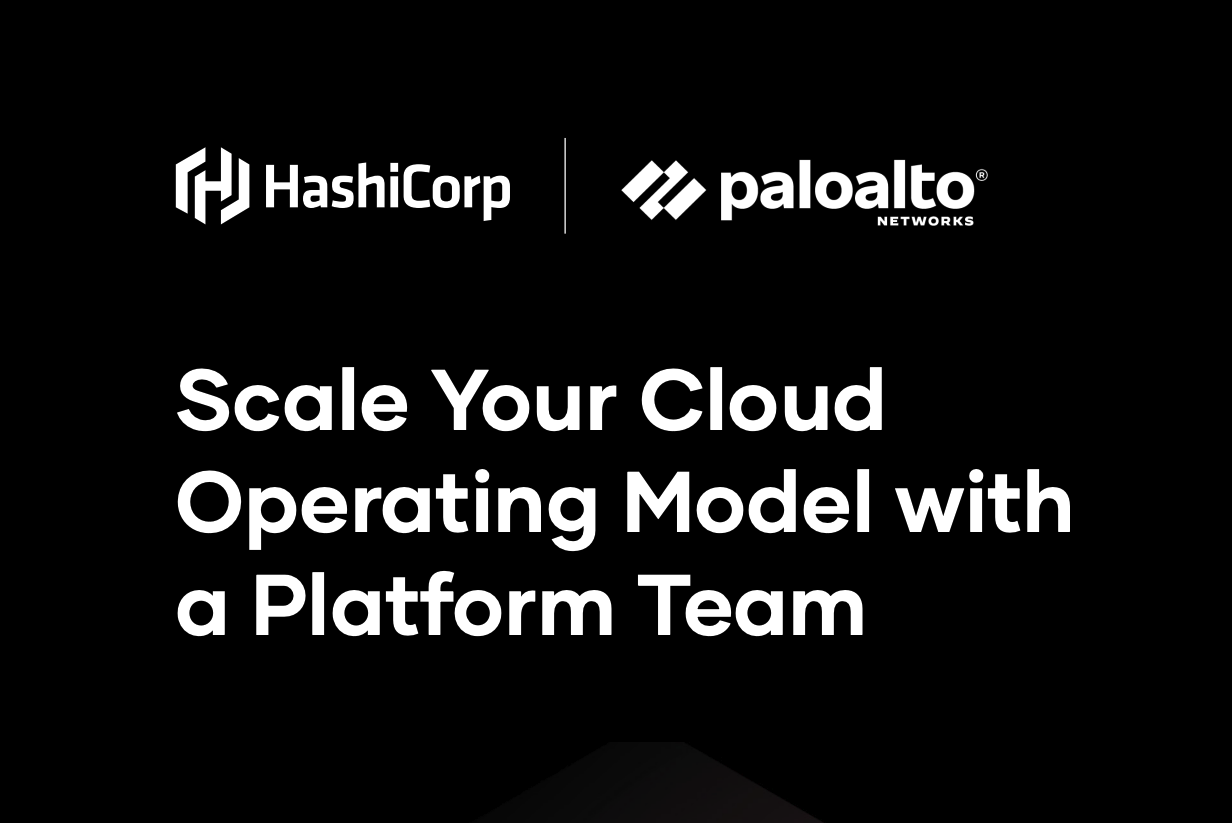 HashiCorp
paloalto®
NETWORKS
Scale Your Cloud
Operating Model with
a Platform Team